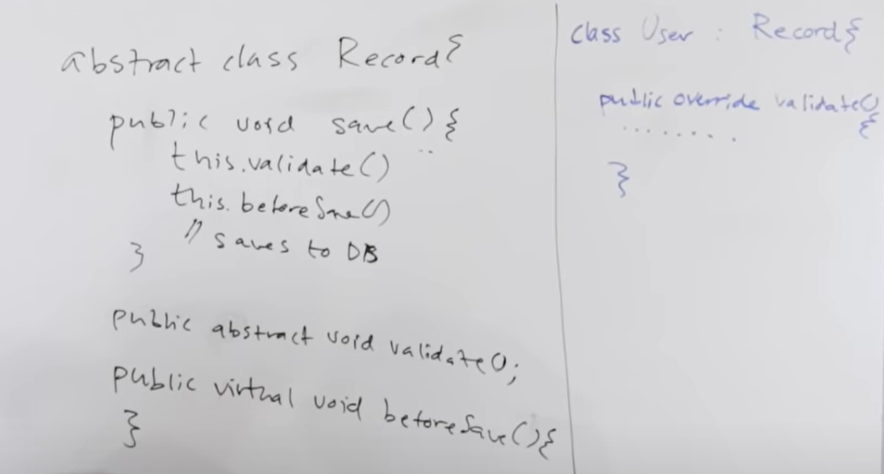 abstract class Record{
public void save(){
this.validate()
this.beforeSave()
// saves to DB
}
public abstract void validate();
public virtual void beforeSave(){
}
class User : Record{
public override validate()
{
........
}